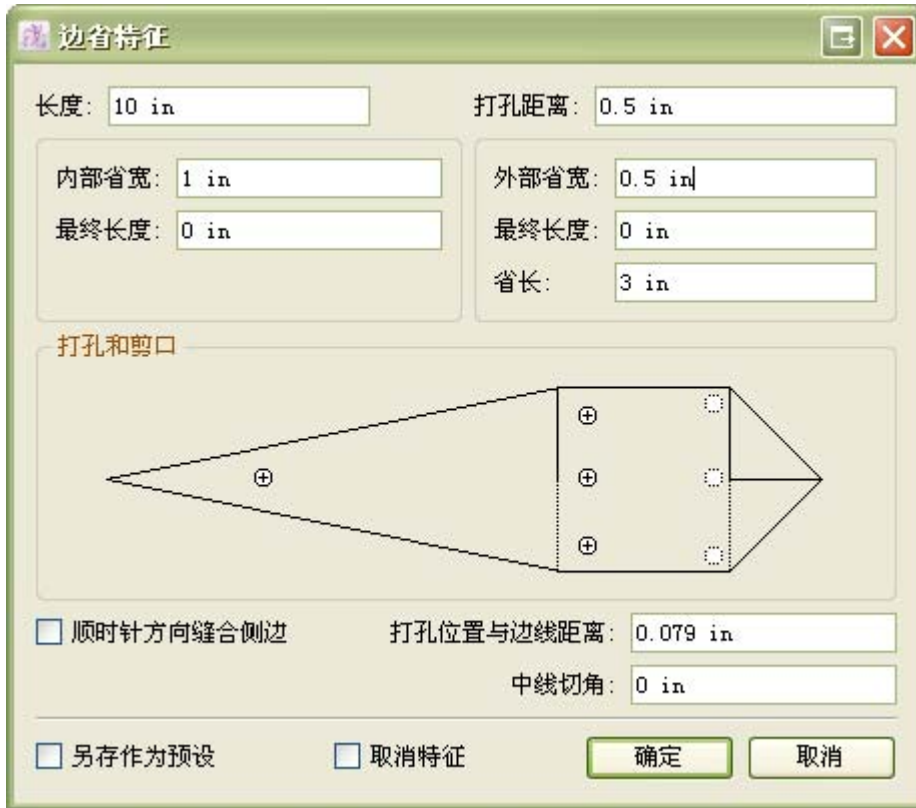 边省特征
长度: 10 in 打孔距离: 0.5 in
内部省宽: 1 in 外部省宽: 0.5 in
最终长度: 0 in 最终长度: 0 in
省长: 3 in
打孔和剪口
顺时针方向缝合侧边 打孔位置与边线距离: 0.079 in
中线切角: 0 in
另存作为预设 取消特征 确定 取消